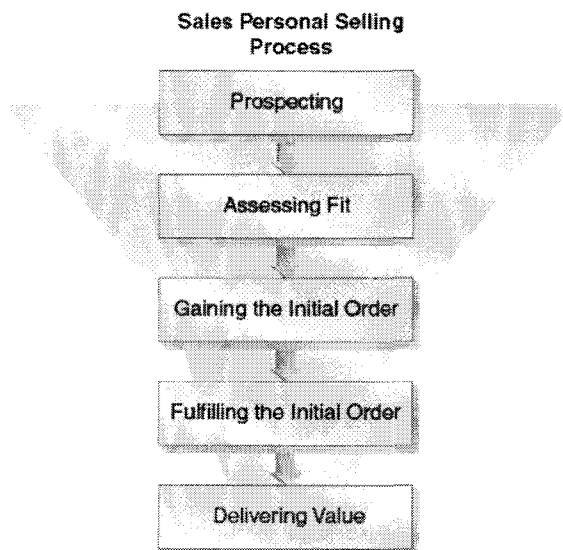 Sales Personal Selling
Process
Prospecting
Assessing Fit
Gaining the Initial Order
Fulfilling the Initial Order
Delivering Value